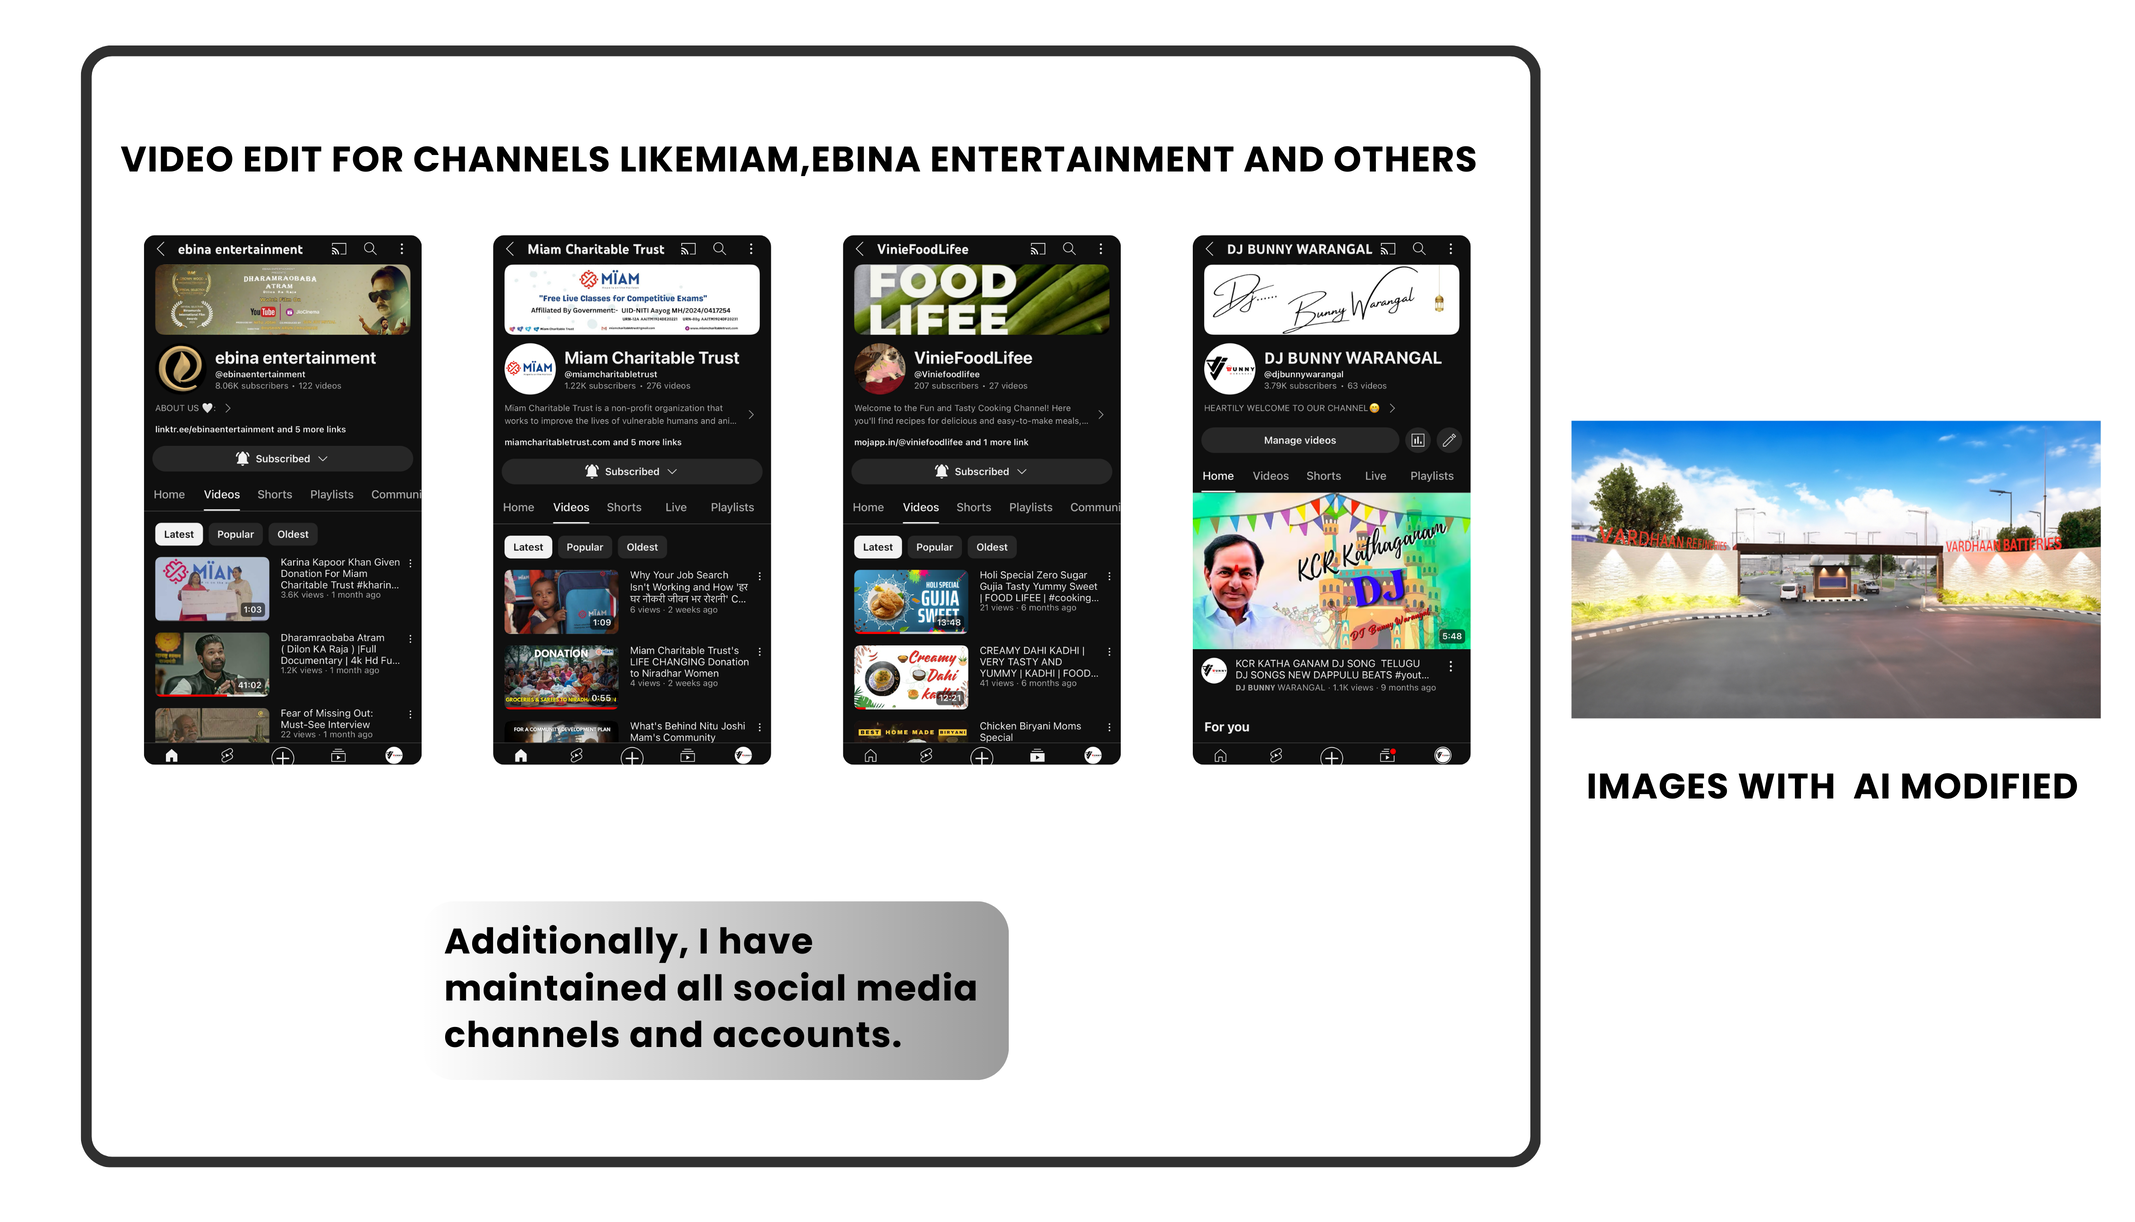 VIDEO EDIT FOR CHANNELS LIKEMIAM,EBINA ENTERTAINMENT AND OTHERS
ebina entertainment
DHARAMRAOBABA
ATRAM
YouTube
JioCinema
ebina entertainment
@ebinaentertainment
8.06K subscribers • 122 videos
ABOUT US 🤍:
linktr.ee/ebinaentertainment and 5 more links
Subscribed
Home Videos Shorts Playlists Communi
Latest Popular Oldest
MÏAM
1:03
Karina Kapoor Khan Given
Donation For Miam
Charitable Trust #kharin...
3.6K views · 1 month ago
41:02
Dharamraobaba Atram
( Dilon KA Raja ) |Full
Documentary | 4k Hd Fu...
1.2K views · 1 month ago
Fear of Missing Out:
Must-See Interview
22 views · 1 month ago
Miam Charitable Trust
MÏAM
"Free Live Classes for Competitive Exams"
Affiliated By Government:- UID-NITI Aayog MH/2024/0417254
Miam Charitable Trust
MÏAM
Miam Charitable Trust
@miamcharitabletrust
1.22K subscribers • 276 videos
Miam Charitable Trust is a non-profit organization that
works to improve the lives of vulnerable humans and ani...
miamcharitabletrust.com and 5 more links
Subscribed
Home Videos Shorts Live Playlists
Latest Popular Oldest
1:09
Why Your Job Search
Isn't Working and How 'हर
घर नौकरी जीवन भर रोशनी' C...
6 views · 2 weeks ago
DONATION
0:55
Miam Charitable Trust's
LIFE CHANGING Donation
to Niradhar Women
4 views · 2 weeks ago
FOR A COMMUNITY DEVELOPMENT PLAN
What's Behind Nitu Joshi
Mam's Community
VinieFoodLifee
FOOD
LIFEE
VinieFoodLifee
@Viniefoodlifee
207 subscribers • 27 videos
Welcome to the Fun and Tasty Cooking Channel! Here
you'll find recipes for delicious and easy-to-make meals,...
mojapp.in/@viniefoodlifee and 1 more link
Subscribed
Home Videos Shorts Playlists Communi
Latest Popular Oldest
HOLI SPECIAL
GUJIA
SWEET
13:48
Holi Special Zero Sugar
Gujia Tasty Yummy Sweet
| FOOD LIFEE | #cooking...
21 views · 6 months ago
Creamy
Dahi
kadhi
12:21
CREAMY DAHI KADHI |
VERY TASTY AND
YUMMY | KADHI | FOOD...
41 views · 6 months ago
BEST HOME MADE BIRYANI
Chicken Biryani Moms
Special
DJ BUNNY WARANGAL
Dj......
Bunny Warangal
BUNNY
DJ BUNNY WARANGAL
@djbunnywarangal
3.79K subscribers • 63 videos
HEARTILY WELCOME TO OUR CHANNEL😊
Manage videos
Home Videos Shorts Live Playlists
KCR Kathaganam
DJ
DJ Bunny Warangal
5:48
KCR KATHA GANAM DJ SONG TELUGU
DJ SONGS NEW DAPPULU BEATS #yout...
DJ BUNNY WARANGAL · 1.1K views · 9 months ago
For you
VARDHAAN
VARDHAAN BATTERIES
IMAGES WITH  AI MODIFIED
Additionally, I have
maintained all social media
channels and accounts.